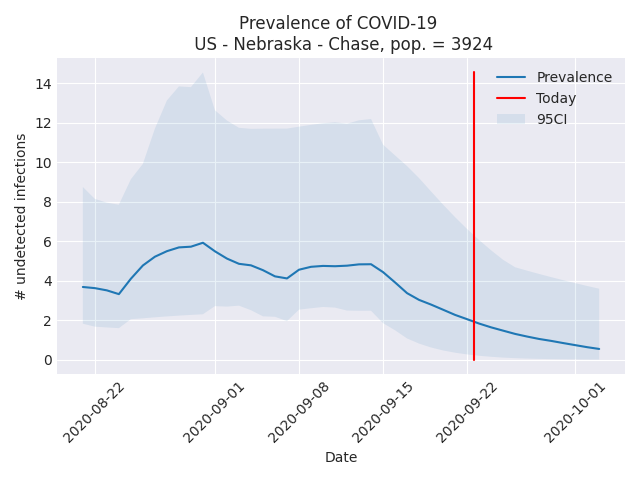 Prevalence of COVID-19
US - Nebraska - Chase, pop. = 3924
Prevalence
Today
95CI
14
12
10
8
6
4
2
0
# undetected infections
2020-08-22
2020-09-01
2020-09-08
2020-09-15
2020-09-22
2020-10-01
Date